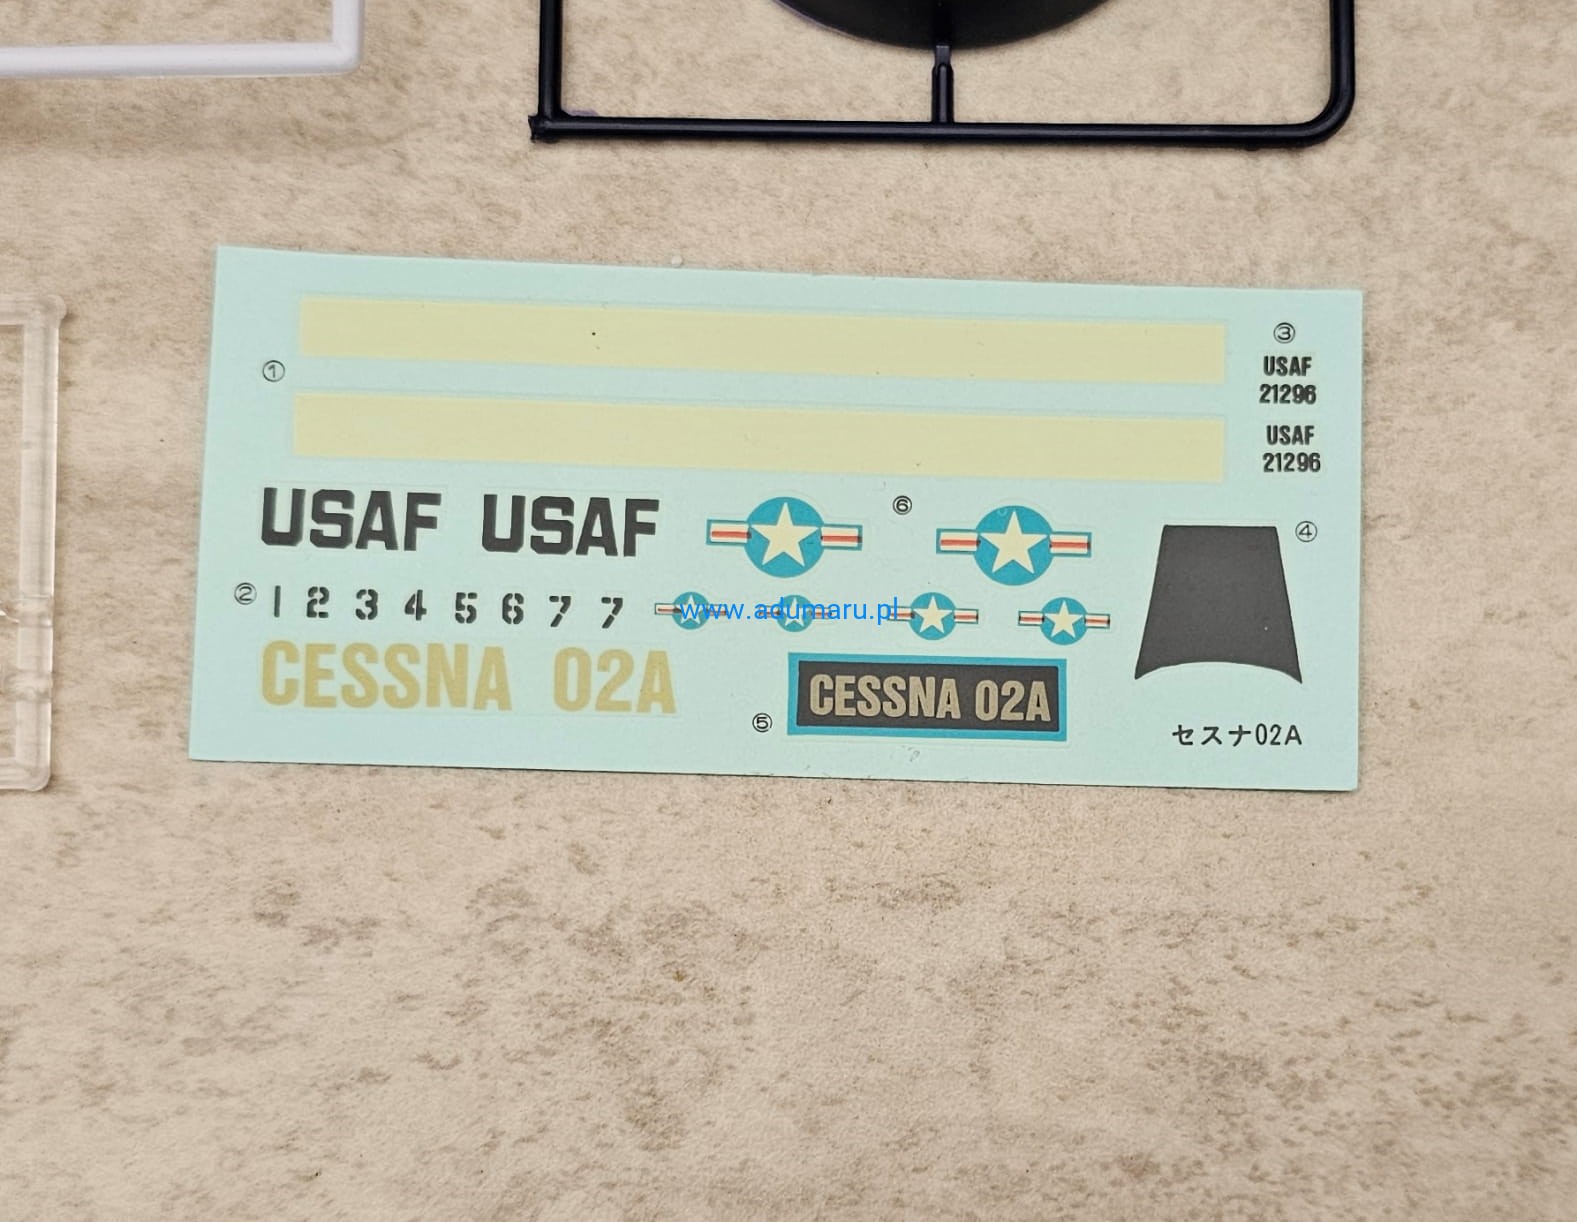 ①
③
USAF
21296
USAF
21296
USAF USAF
⑥
④
② 1 2 3 4 5 6 7 7
www.adumaru.pl
CESSNA 02A
⑤
CESSNA 02A
セスナ02A